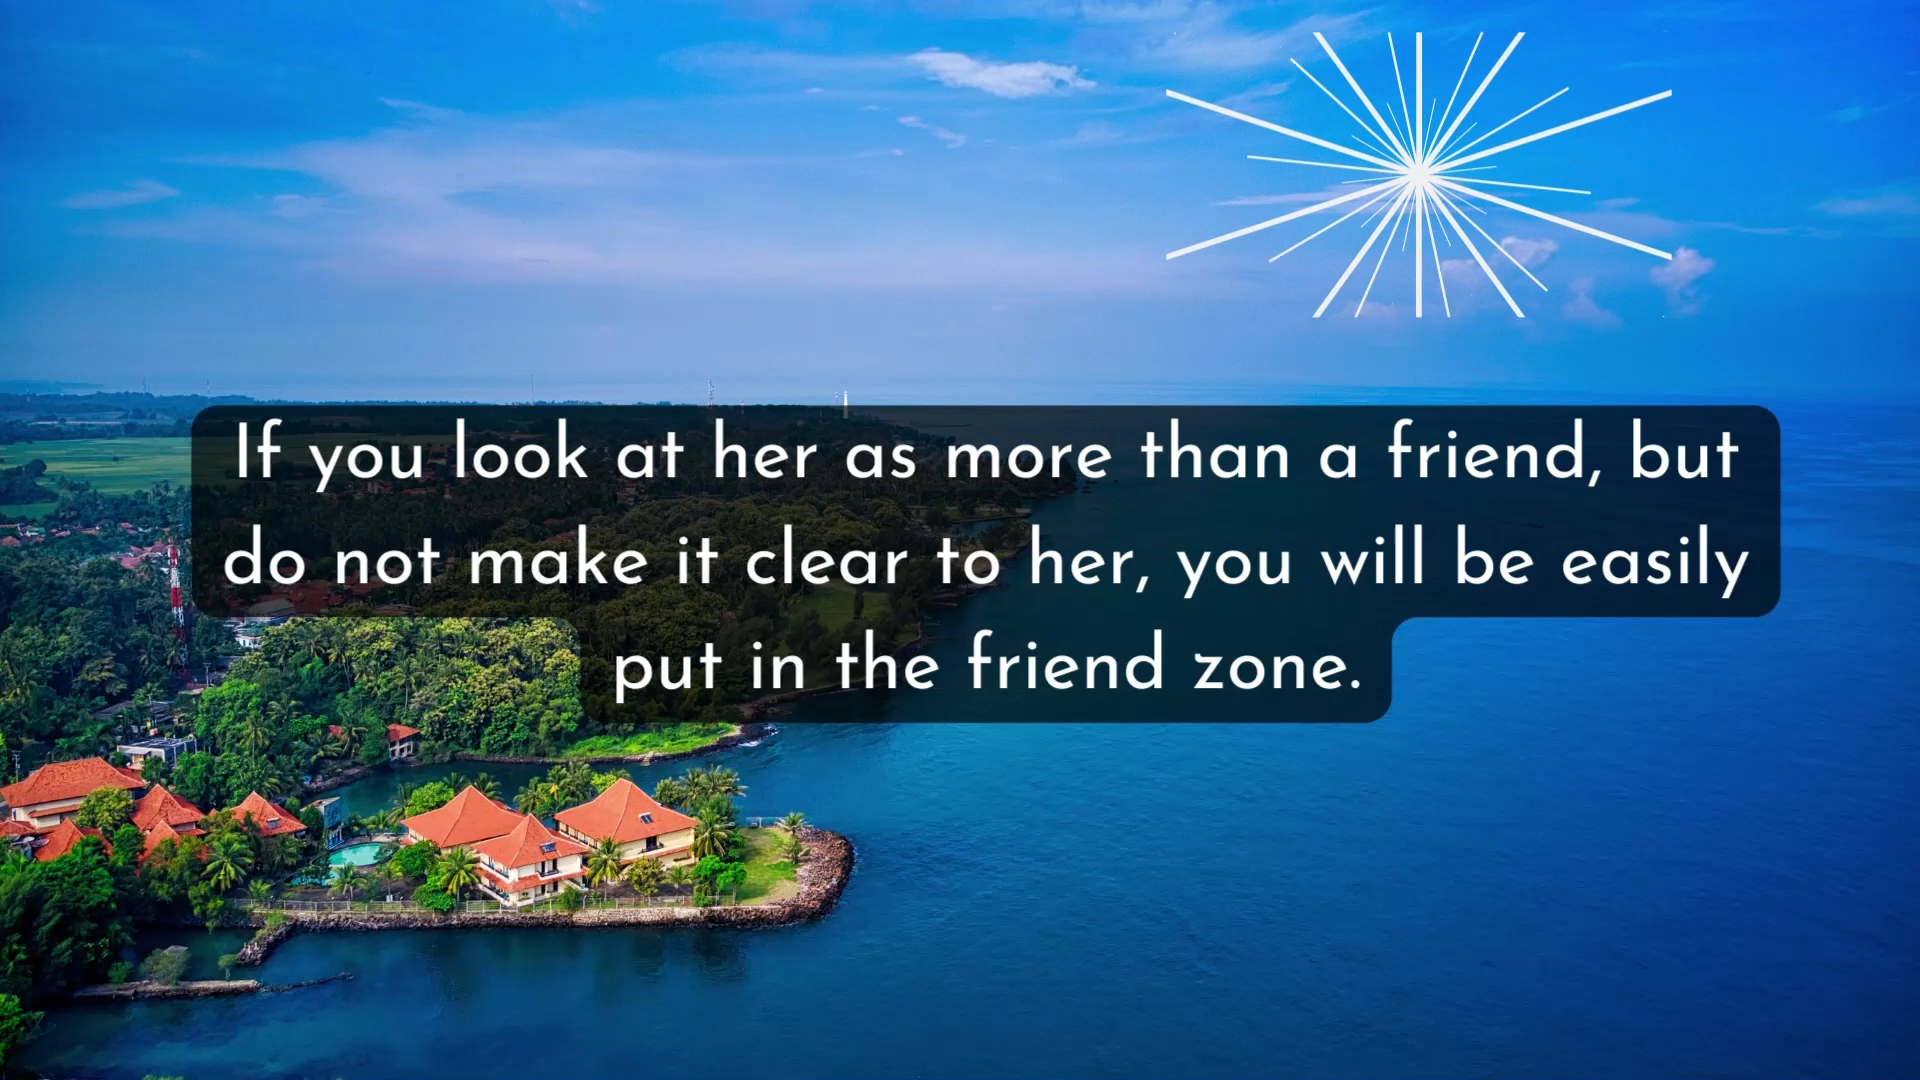 If you look at her as more than a friend, but
do not make it clear to her, you will be easily
put in the friend zone.